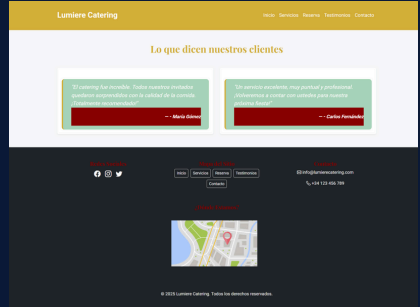 Lumiere Catering
Inicio Servicios Reserva Testimonios Contacto
Lo que dicen nuestros clientes
"El catering fue increíble. Todos nuestros invitados
quedaron sorprendidos con la calidad de la comida.
¡Totalmente recomendado!"
— - María Gómez
"Un servicio excelente, muy puntual y profesional.
¡Volveremos a contar con ustedes para nuestra
próxima fiesta!"
— - Carlos Fernández
Inicio Servicios Reserva Testimonios
Contacto
info@lumierecatering.com
+34 123 456 789
© 2025 Lumiere Catering. Todos los derechos reservados.